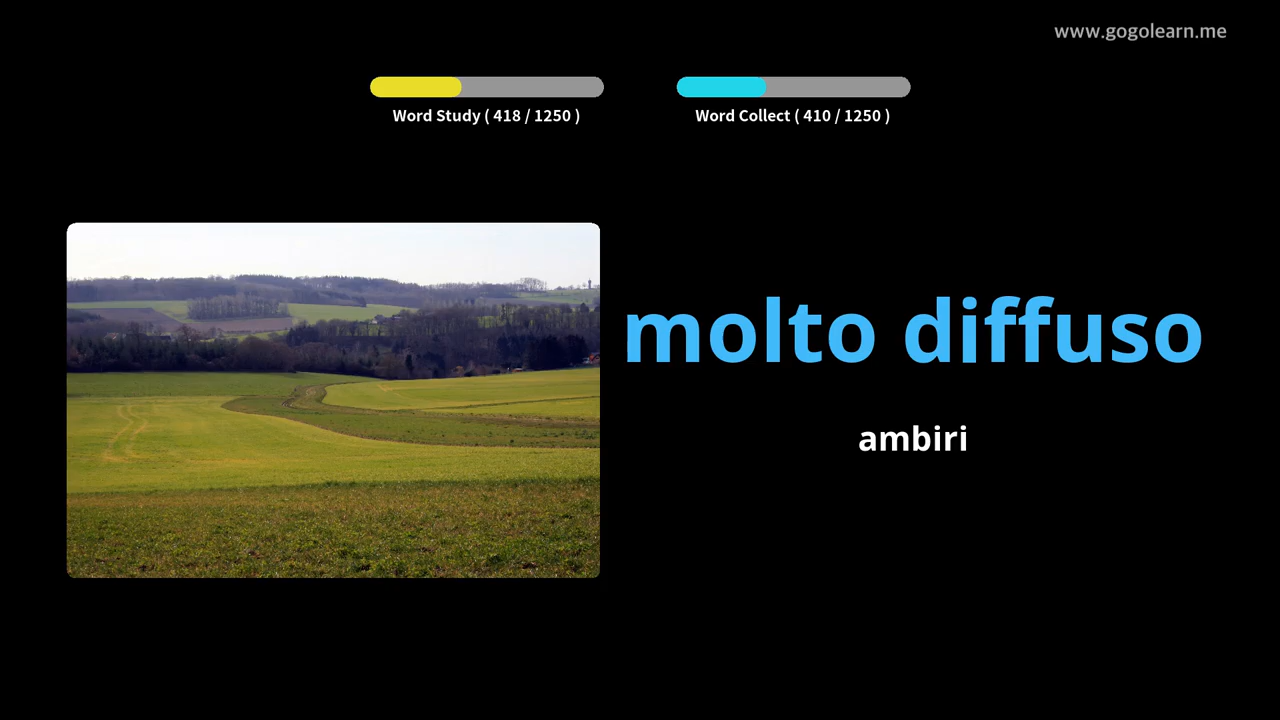 www.gogolearn.me
Word Study ( 418 / 1250 )
Word Collect ( 410 / 1250 )
molto diffuso
ambiri